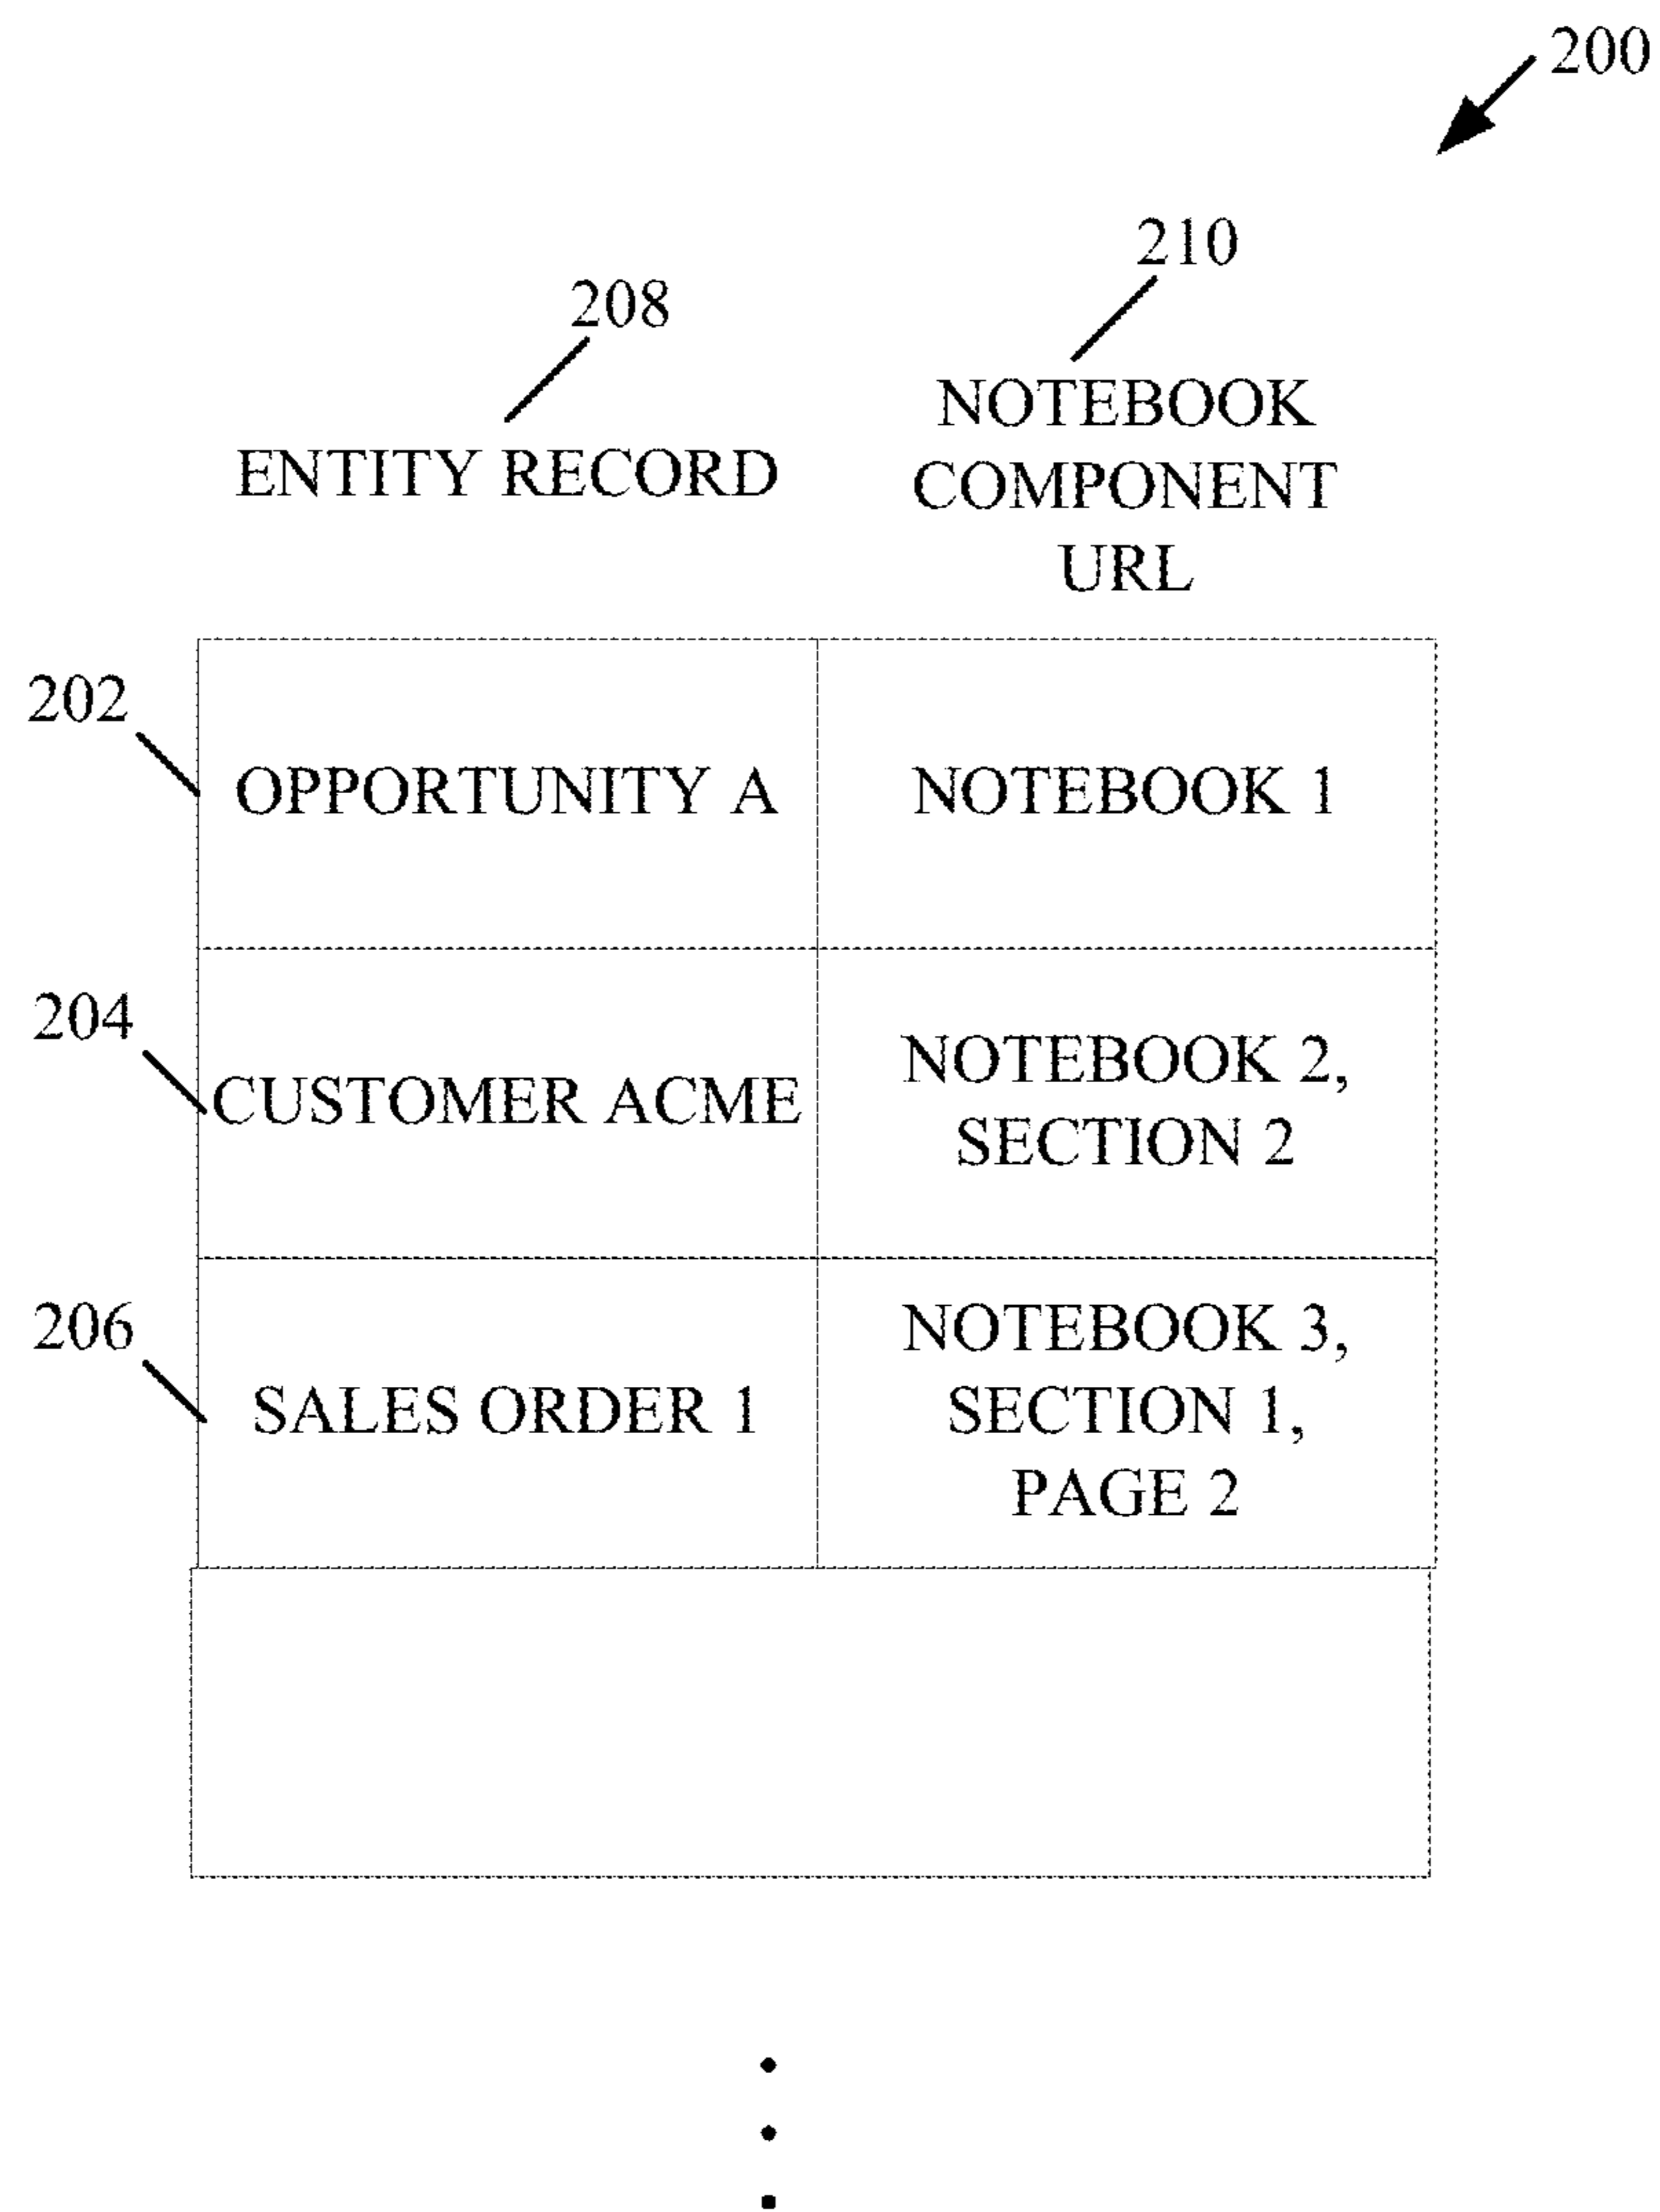 200
210
208
NOTEBOOK
ENTITY RECORD
COMPONENT
URL
202
OPPORTUNITY A
NOTEBOOK 1
204
CUSTOMER ACME
NOTEBOOK 2,
SECTION 2
206
SALES ORDER 1
NOTEBOOK 3,
SECTION 1,
PAGE 2